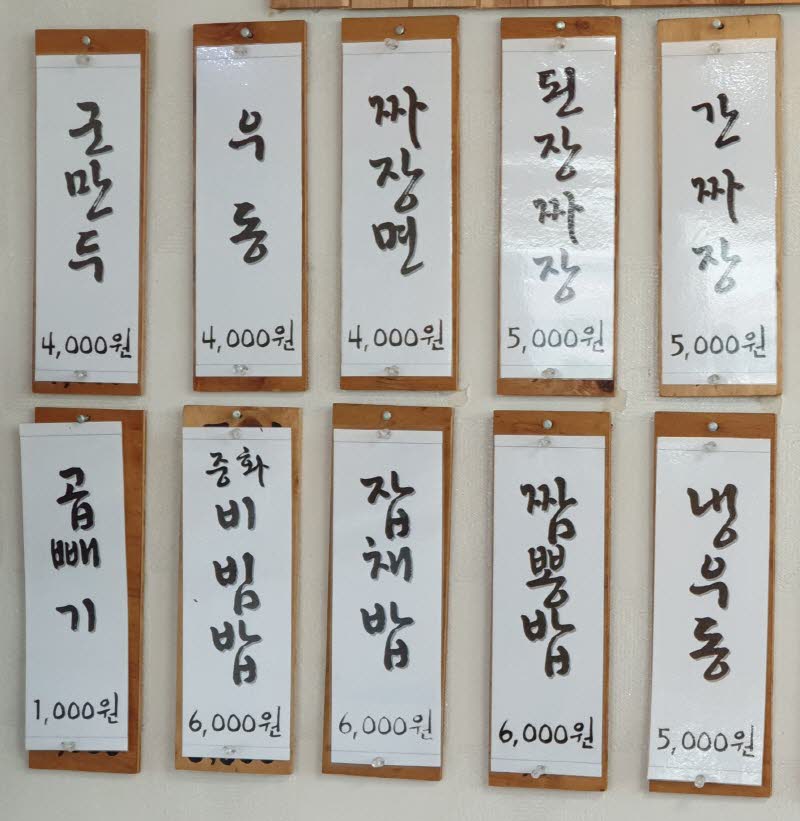 군만두
4,000원
우동
4,000원
짜장면
4,000원
된장짜장
5,000원
간짜장
5,000원
곱빼기
1,000원
중화
비빔밥
6,000원
잡채밥
6,000원
짬뽕밥
6,000원
냉우동
5,000원